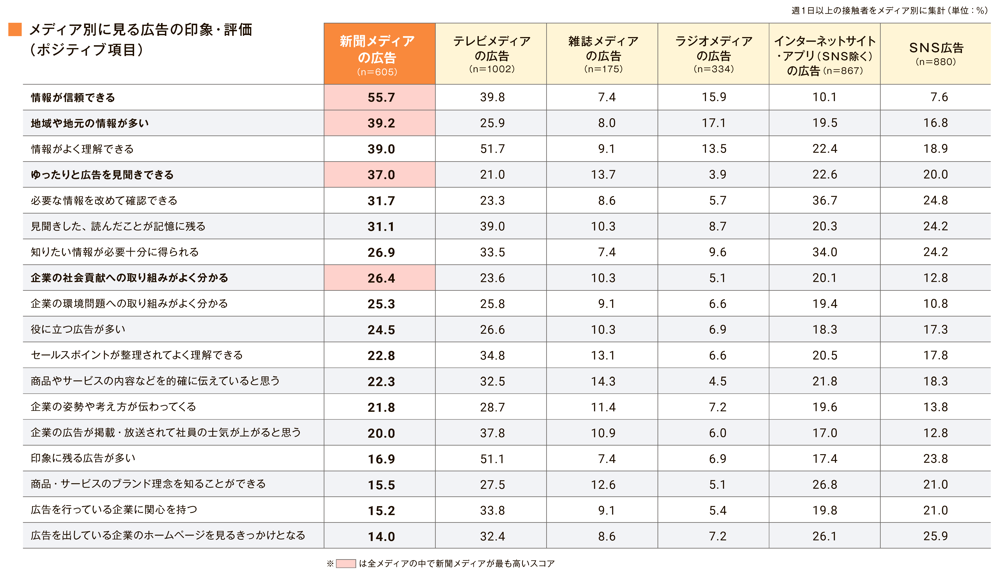 週1日以上の接触者をメディア別に集計（単位：％）
■ メディア別に見る広告の印象・評価
（ポジティブ項目）
新聞メディア
の広告
（n=605）
テレビメディア
の広告
（n=1002）
雑誌メディア
の広告
（n=175）
ラジオメディア
の広告
（n=334）
インターネットサイト
・アプリ（SNS除く）
の広告（n=867）
SNS広告
（n=880）
情報が信頼できる 55.7 39.8 7.4 15.9 10.1 7.6
地域や地元の情報が多い 39.2 25.9 8.0 17.1 19.5 16.8
情報がよく理解できる 39.0 51.7 9.1 13.5 22.4 18.9
ゆったりと広告を見聞きできる 37.0 21.0 13.7 3.9 22.6 20.0
必要な情報を改めて確認できる 31.7 23.3 8.6 5.7 36.7 24.8
見聞きした、読んだことが記憶に残る 31.1 39.0 10.3 8.7 20.3 24.2
知りたい情報が必要十分に得られる 26.9 33.5 7.4 9.6 34.0 24.2
企業の社会貢献への取り組みがよく分かる 26.4 23.6 10.3 5.1 20.1 12.8
企業の環境問題への取り組みがよく分かる 25.3 25.8 9.1 6.6 19.4 10.8
役に立つ広告が多い 24.5 26.6 10.3 6.9 18.3 17.3
セールスポイントが整理されてよく理解できる 22.8 34.8 13.1 6.6 20.5 17.8
商品やサービスの内容などを的確に伝えていると思う 22.3 32.5 14.3 4.5 21.8 18.3
企業の姿勢や考え方が伝わってくる 21.8 28.7 11.4 7.2 19.6 13.8
企業の広告が掲載・放送されて社員の士気が上がると思う 20.0 37.8 10.9 6.0 17.0 12.8
印象に残る広告が多い 16.9 51.1 7.4 6.9 17.4 23.8
商品・サービスのブランド理念を知ることができる 15.5 27.5 12.6 5.1 26.8 21.0
広告を行っている企業に関心を持つ 15.2 33.8 9.1 5.4 19.8 21.0
広告を出している企業のホームページを見るきっかけとなる 14.0 32.4 8.6 7.2 26.1 25.9
※ は全メディアの中で新聞メディアが最も高いスコア